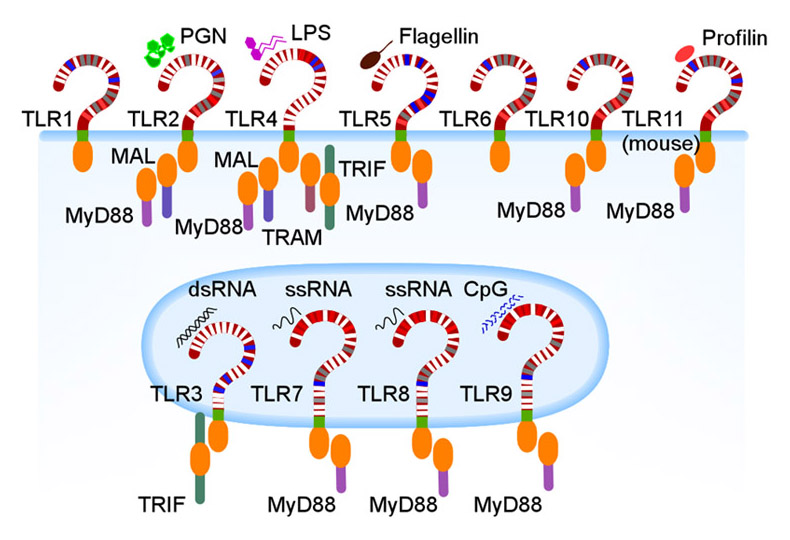 PGN
LPS
Flagellin
Profilin
TLR1
TLR2
TLR4
TLR5
TLR6
TLR10
TLR11
(mouse)
MAL
MAL
TRIF
MyD88
MyD88
TRAM
MyD88
MyD88
MyD88
dsRNA
ssRNA
ssRNA
CpG
TLR3
TLR7
TLR8
TLR9
TRIF
MyD88
MyD88
MyD88